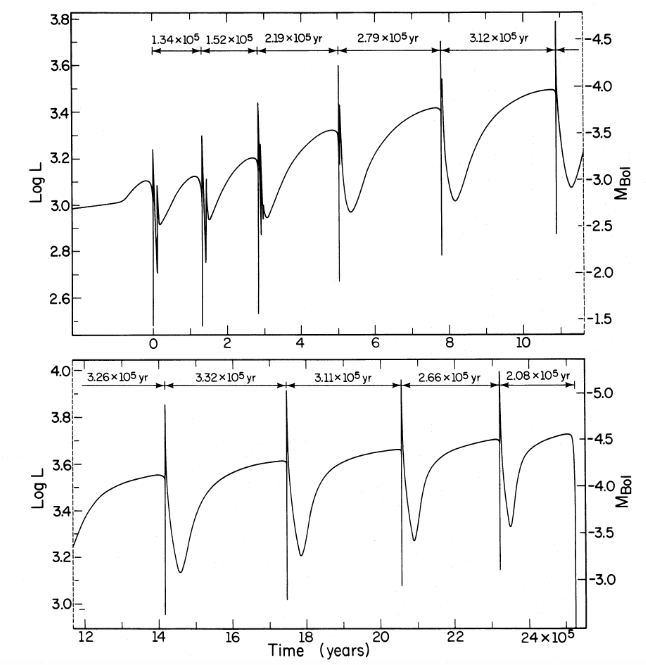 3.8
3.6
3.4
3.2
3.0
2.8
2.6
Log L
1.34×10⁵
1.52×10⁵
2.19×10⁵ yr
2.79×10⁵ yr
3.12×10⁵ yr
-4.5
-4.0
-3.5
-3.0
-2.5
-2.0
-1.5
M_Bol
0 2 4 6 8 10
4.0
3.8
3.6
3.4
3.2
3.0
Log L
3.26×10⁵ yr
3.32×10⁵ yr
3.11×10⁵ yr
2.66×10⁵ yr
2.08×10⁵ yr
-5.0
-4.5
-4.0
-3.5
-3.0
M_Bol
12 14 16 18 20 22 24×10⁵
Time (years)